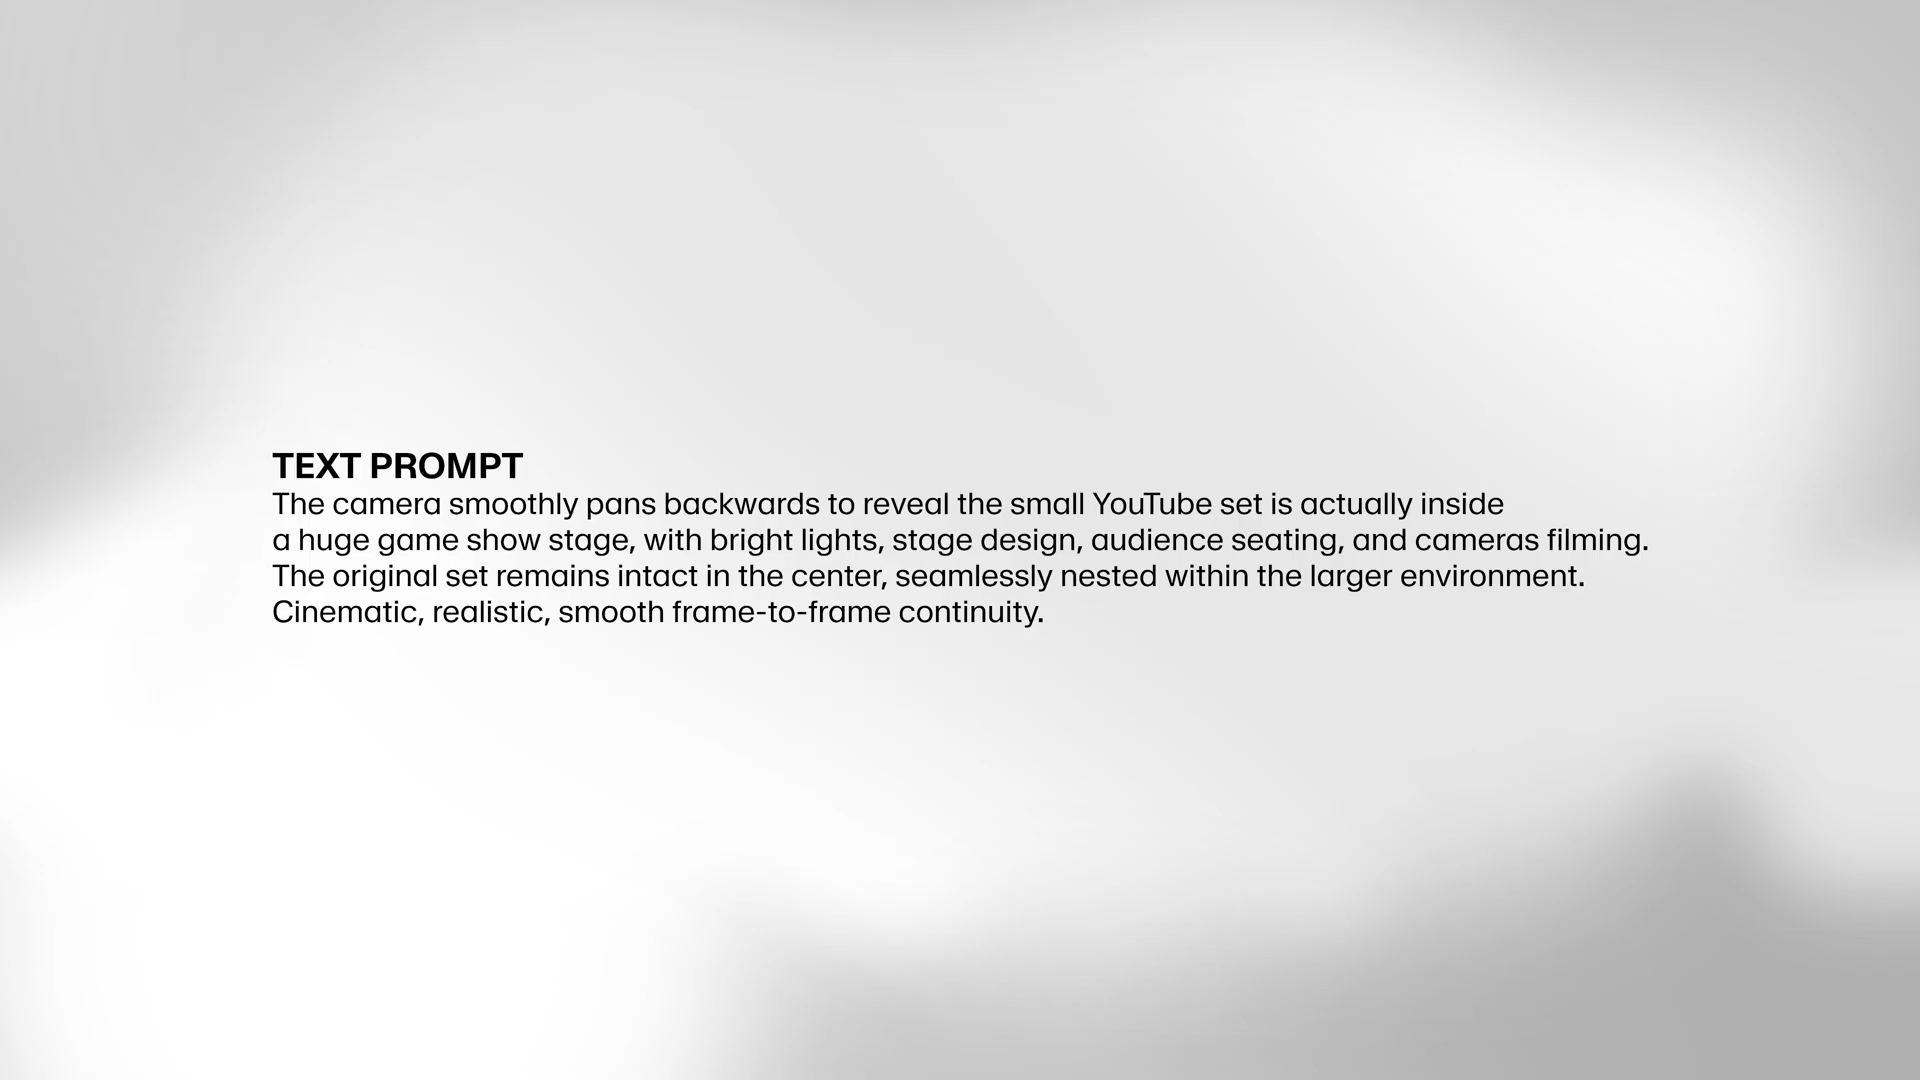 TEXT PROMPT
The camera smoothly pans backwards to reveal the small YouTube set is actually inside
a huge game show stage, with bright lights, stage design, audience seating, and cameras filming.
The original set remains intact in the center, seamlessly nested within the larger environment.
Cinematic, realistic, smooth frame-to-frame continuity.